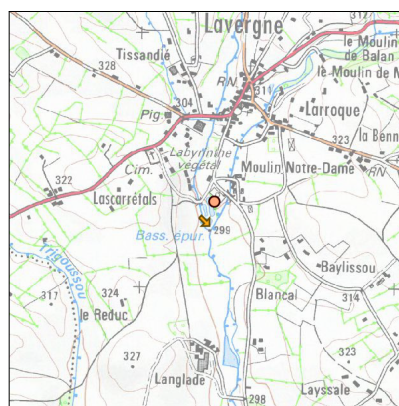 Lavergne
317
le Moulin
de Balan
Tissandié
le Moulin de M
RN
328
311
Larroque
304
Pig.
323
la Benn
Labyrinthe
végétal
Moulin Notre-Dame
RN
Cim.
322
Lascarrétals
299
Bass. épur.
Trigoussou
Baylissou
Blancal
314
317
324
le Reduc
323
327
Langlade
Layssale
298